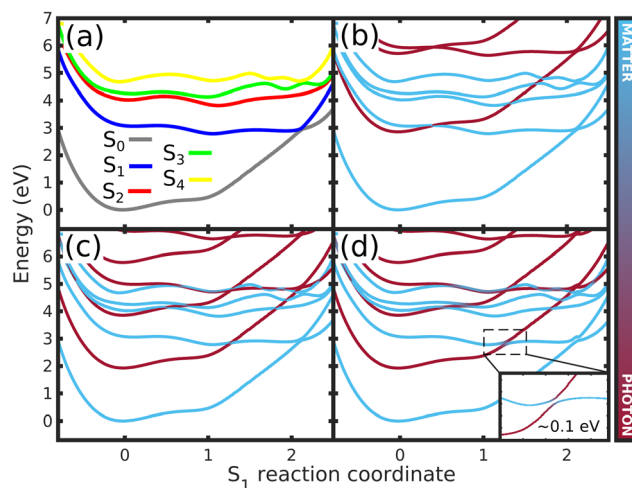 (a)
(b)
7
6
5
4
3
2
1
0
S0
S1
S2
S3
S4
(c)
(d)
6
5
4
3
2
1
0
~0.1 eV
0 1 2
0 1 2
Energy (eV)
S1 reaction coordinate
MATTER
PHOTON